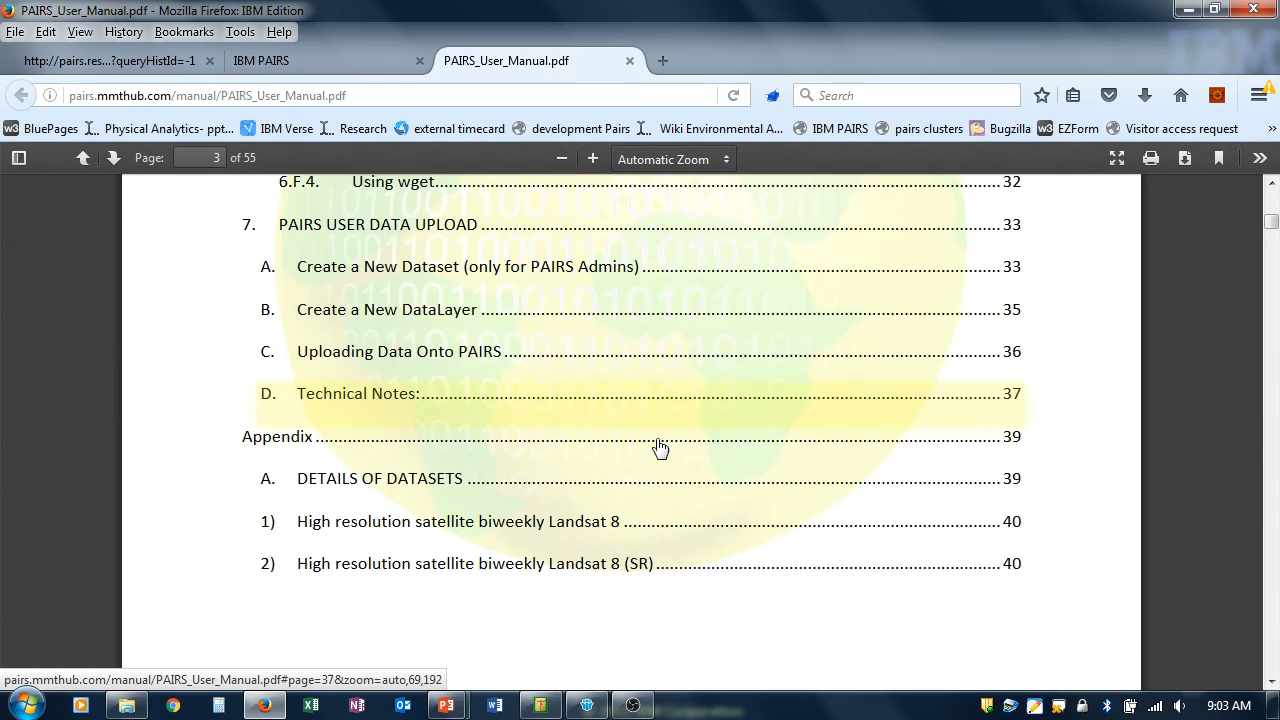 PAIRS_User_Manual.pdf - Mozilla Firefox: IBM Edition
File Edit View History Bookmarks Tools Help
http://pairs.res...?queryHistId=-1 IBM PAIRS PAIRS_User_Manual.pdf
pairs.mmthub.com/manual/PAIRS_User_Manual.pdf Search
BluePages Physical Analytics- ppt... IBM Verse Research external timecard development Pairs Wiki Environmental A... IBM PAIRS pairs clusters Bugzilla EZForm Visitor access request
Page: 3 of 55 Automatic Zoom
6.F.4. Using wget 32
7. PAIRS USER DATA UPLOAD 33
A. Create a New Dataset (only for PAIRS Admins) 33
B. Create a New DataLayer 35
C. Uploading Data Onto PAIRS 36
D. Technical Notes: 37
Appendix 39
A. DETAILS OF DATASETS 39
1) High resolution satellite biweekly Landsat 8 40
2) High resolution satellite biweekly Landsat 8 (SR) 40
pairs.mmthub.com/manual/PAIRS_User_Manual.pdf#page=37&zoom=auto,69,192
9:03 AM